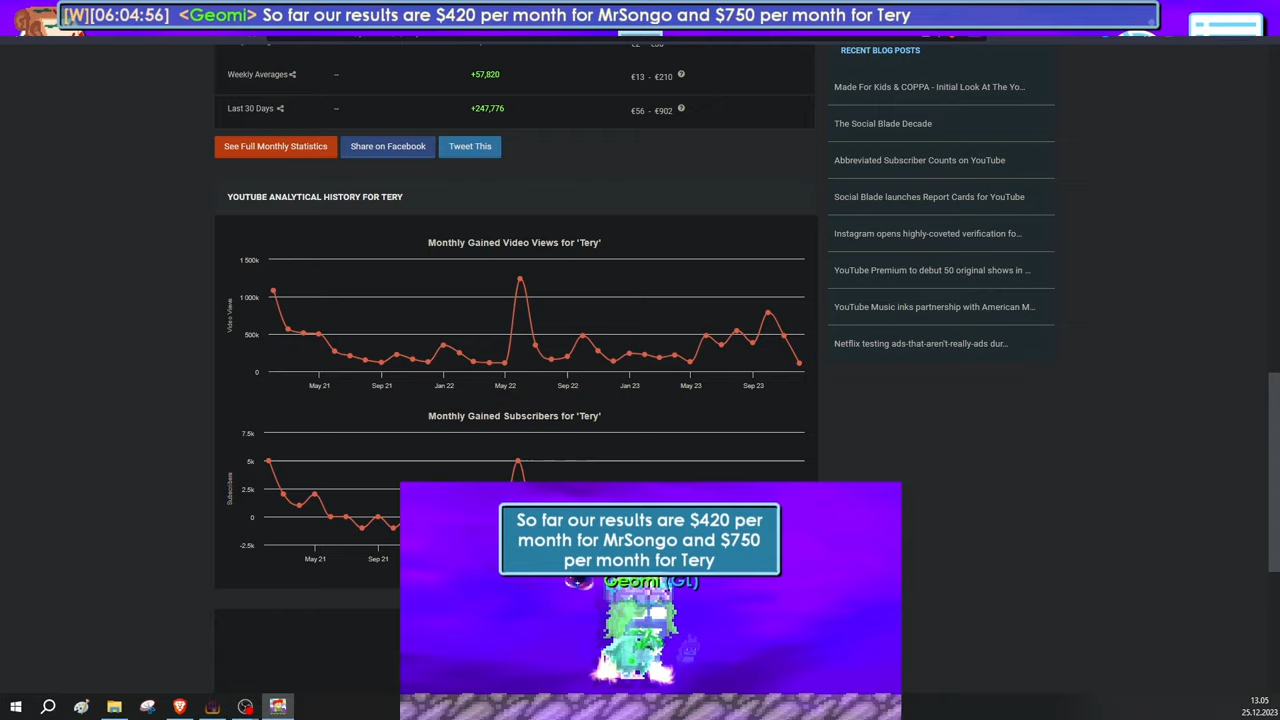 [W][06:04:56] <Geomi> So far our results are $420 per month for MrSongo and $750 per month for Tery
Weekly Averages -- +57,820 €13 - €210
Last 30 Days -- +247,776 €56 - €902
See Full Monthly Statistics Share on Facebook Tweet This
YOUTUBE ANALYTICAL HISTORY FOR TERY
Monthly Gained Video Views for 'Tery'
Video Views
1 500k
1 000k
500k
0
May 21 Sep 21 Jan 22 May 22 Sep 22 Jan 23 May 23 Sep 23
Monthly Gained Subscribers for 'Tery'
Subscribers
7.5k
5k
2.5k
0
-2.5k
May 21 Sep 21
RECENT BLOG POSTS
Made For Kids & COPPA - Initial Look At The Yo...
The Social Blade Decade
Abbreviated Subscriber Counts on YouTube
Social Blade launches Report Cards for YouTube
Instagram opens highly-coveted verification fo...
YouTube Premium to debut 50 original shows in ...
YouTube Music inks partnership with American M...
Netflix testing ads-that-aren't-really-ads dur...
So far our results are $420 per
month for MrSongo and $750
per month for Tery
Geomi (GL)
13.05
25.12.2023